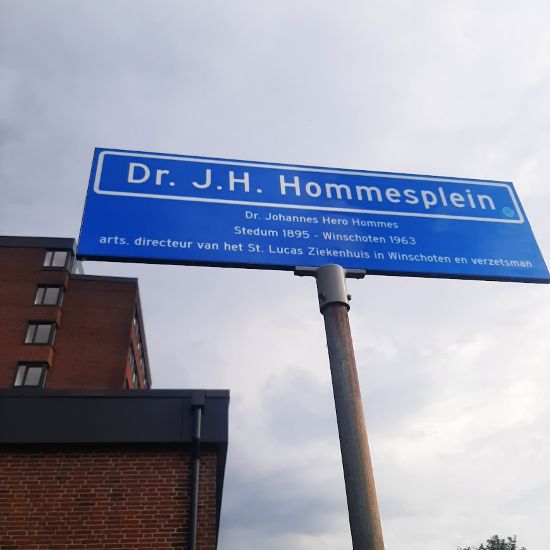 Dr. J.H. Hommesplein
Dr. Johannes Hero Hommes
Stedum 1895 - Winschoten 1963
arts, directeur van het St. Lucas Ziekenhuis in Winschoten en verzetsman